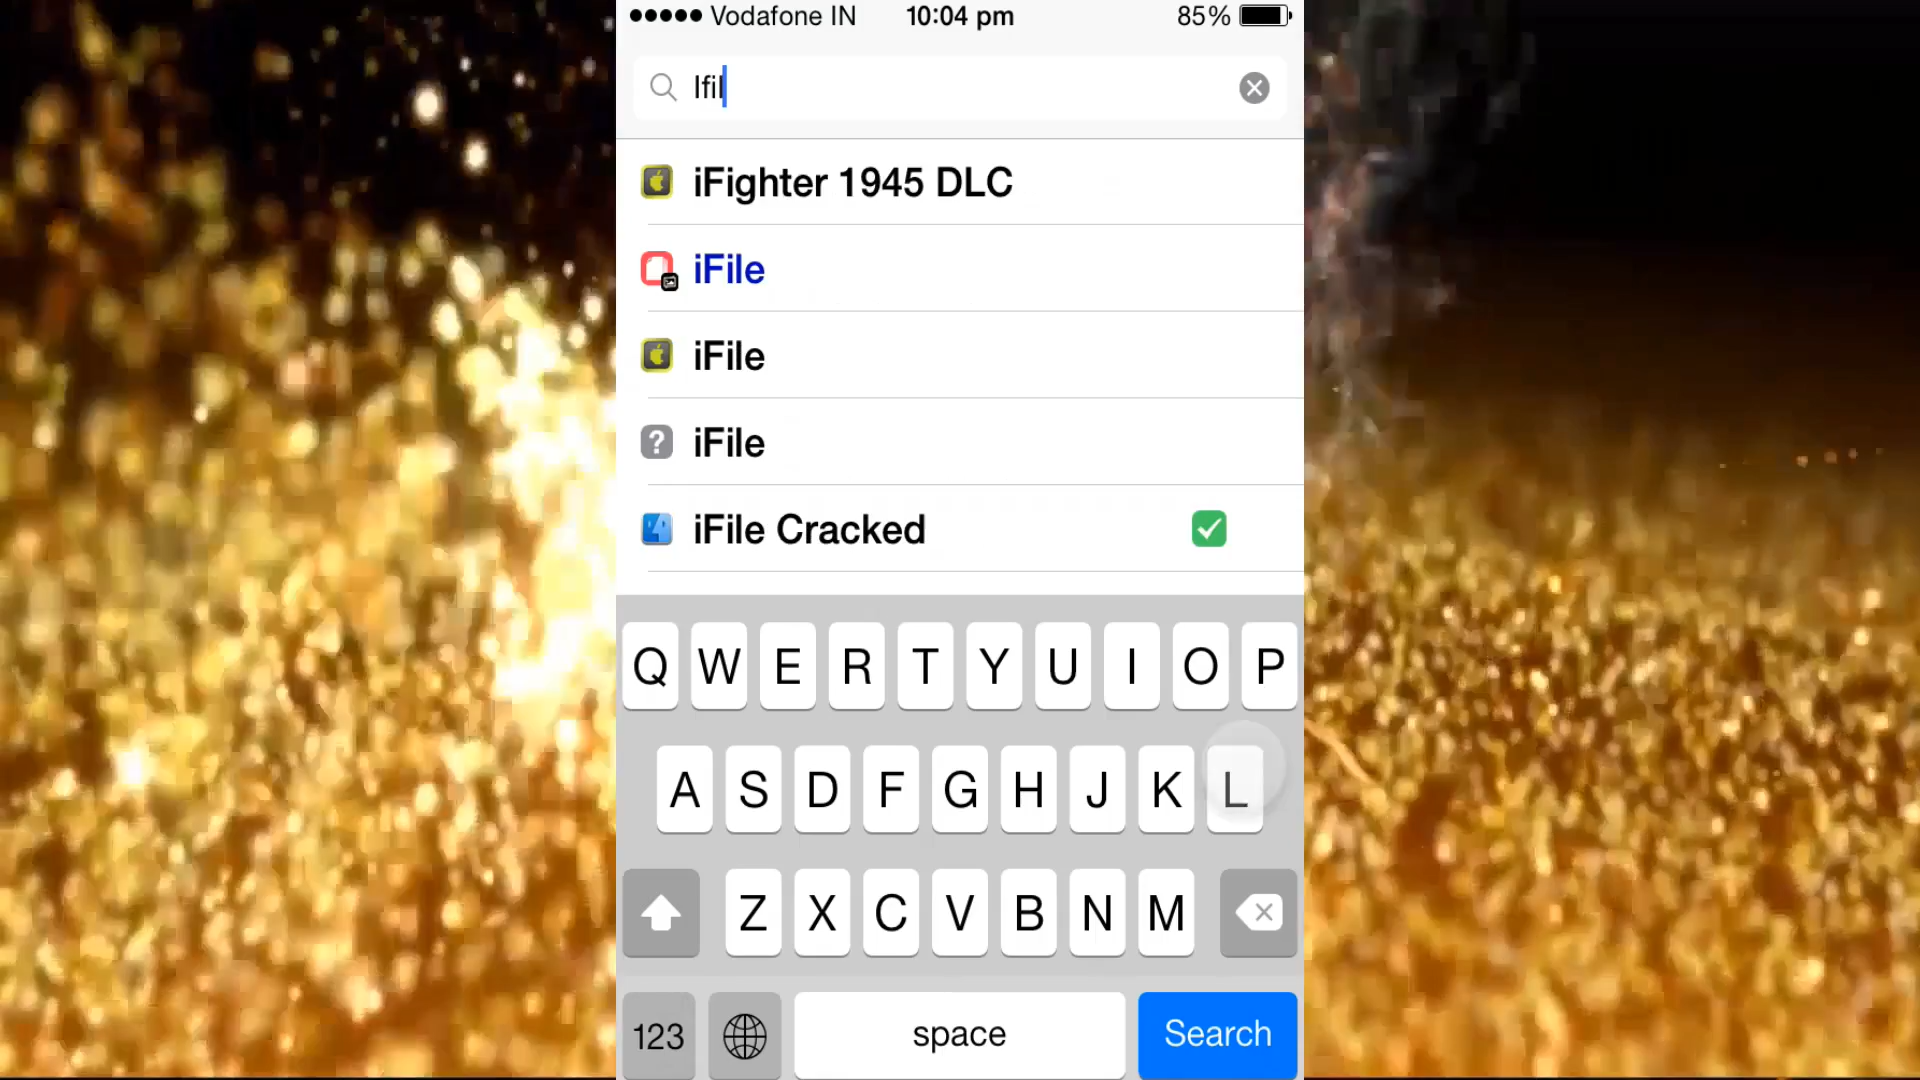 Vodafone IN 10:04 pm 85%
Ifil
iFighter 1945 DLC
iFile
iFile
? iFile
iFile Cracked
Q W E R T Y U I O P
A S D F G H J K L
Z X C V B N M
123 space Search